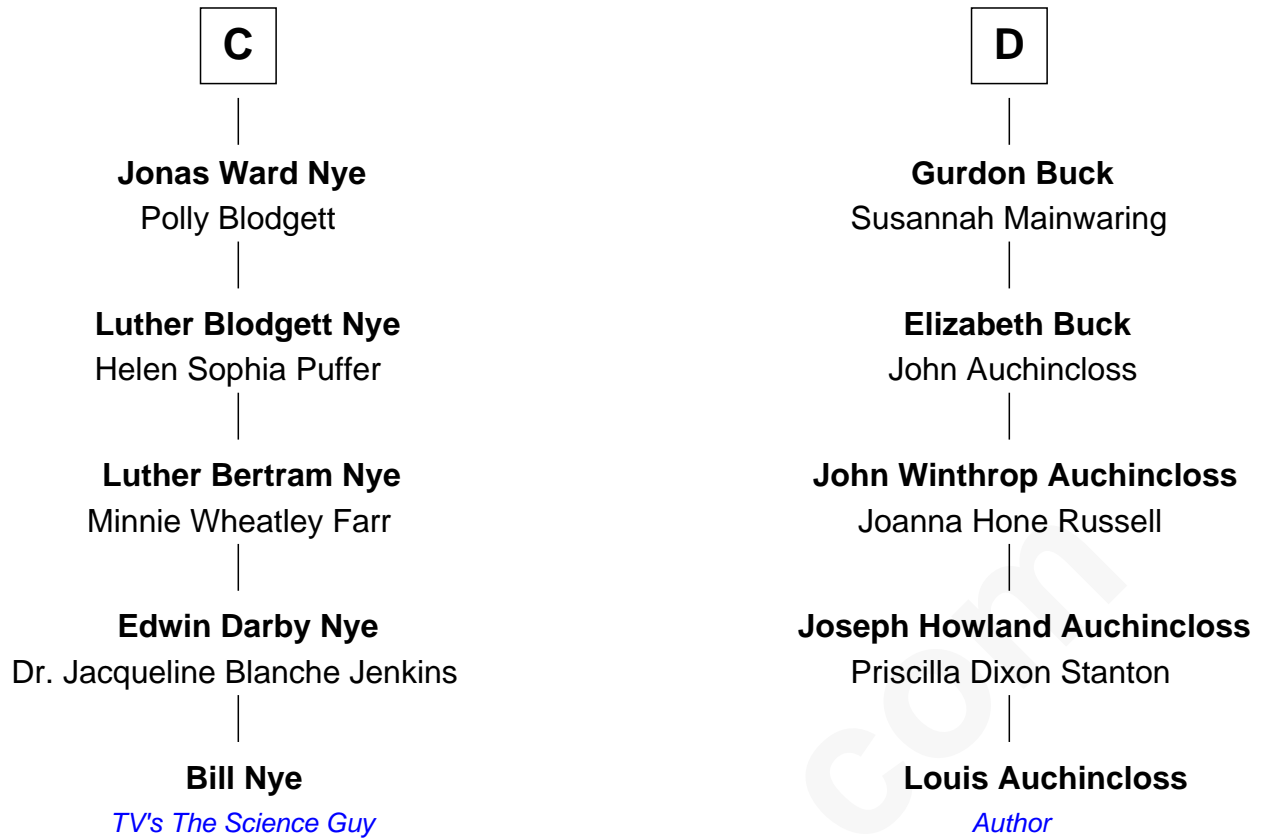 C
Jonas Ward Nye
Polly Blodgett
Luther Blodgett Nye
Helen Sophia Puffer
Luther Bertram Nye
Minnie Wheatley Farr
Edwin Darby Nye
Dr. Jacqueline Blanche Jenkins
Bill Nye
TV's The Science Guy
D
Gurdon Buck
Susannah Mainwaring
Elizabeth Buck
John Auchincloss
John Winthrop Auchincloss
Joanna Hone Russell
Joseph Howland Auchincloss
Priscilla Dixon Stanton
Louis Auchincloss
Author
com